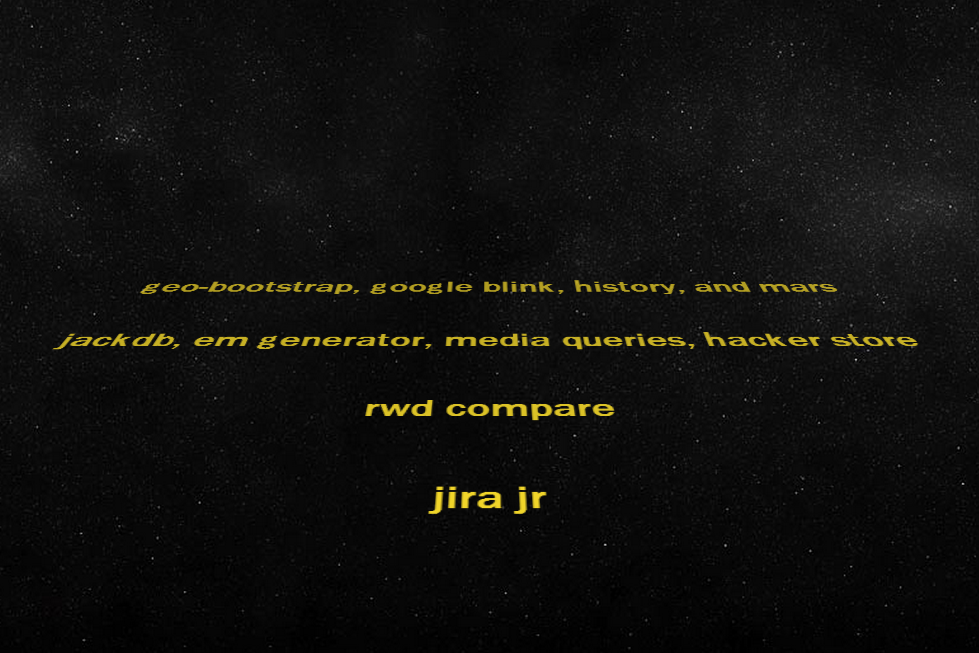 geo-bootstrap, google blink, history, and mars
jackdb, em generator, media queries, hacker store
rwd compare
jira jr